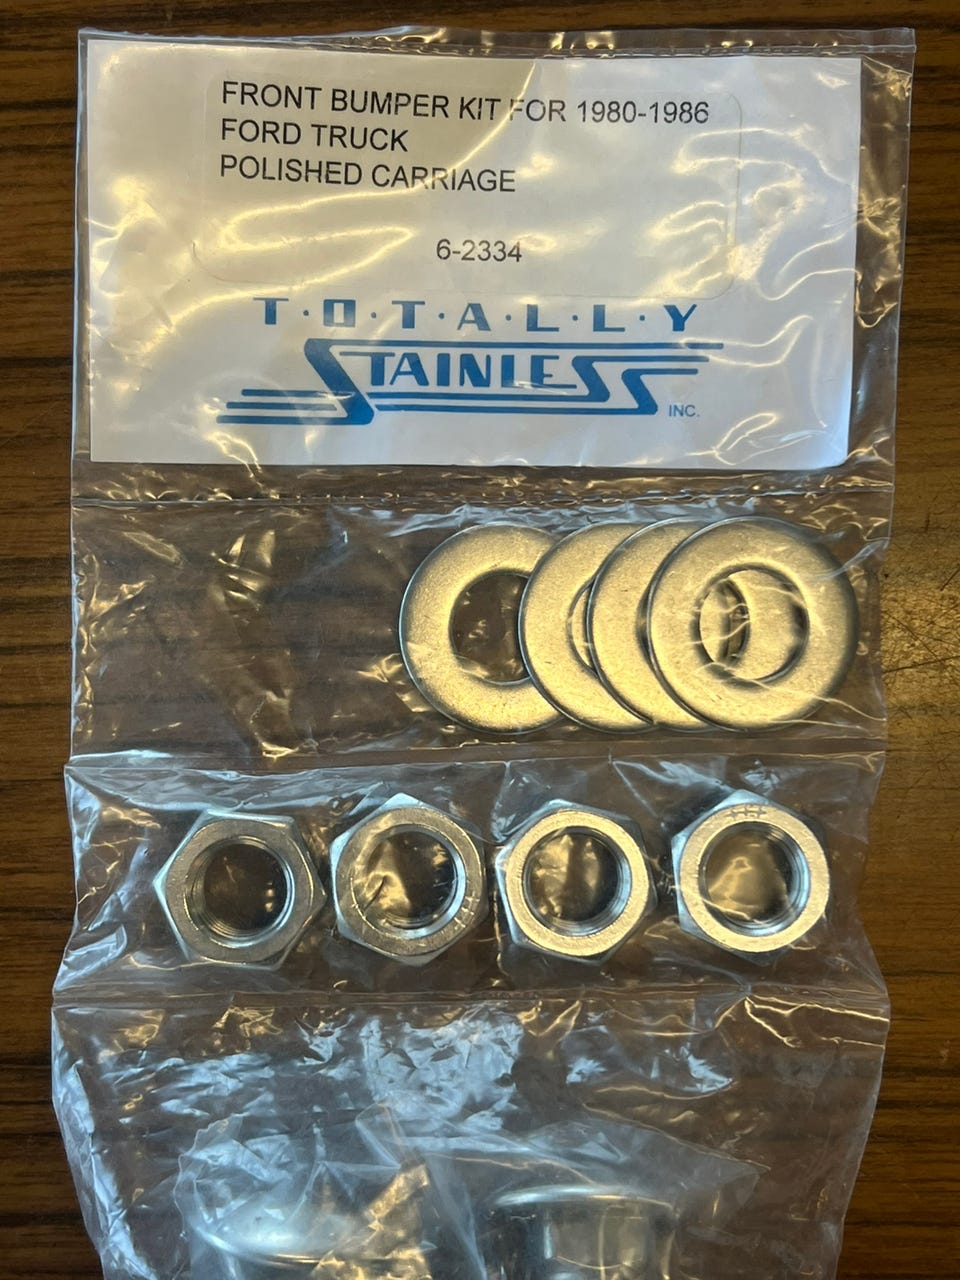 FRONT BUMPER KIT FOR 1980-1986
FORD TRUCK
POLISHED CARRIAGE
6-2334
T·O·T·A·L·L·Y
STAINLESS
INC.